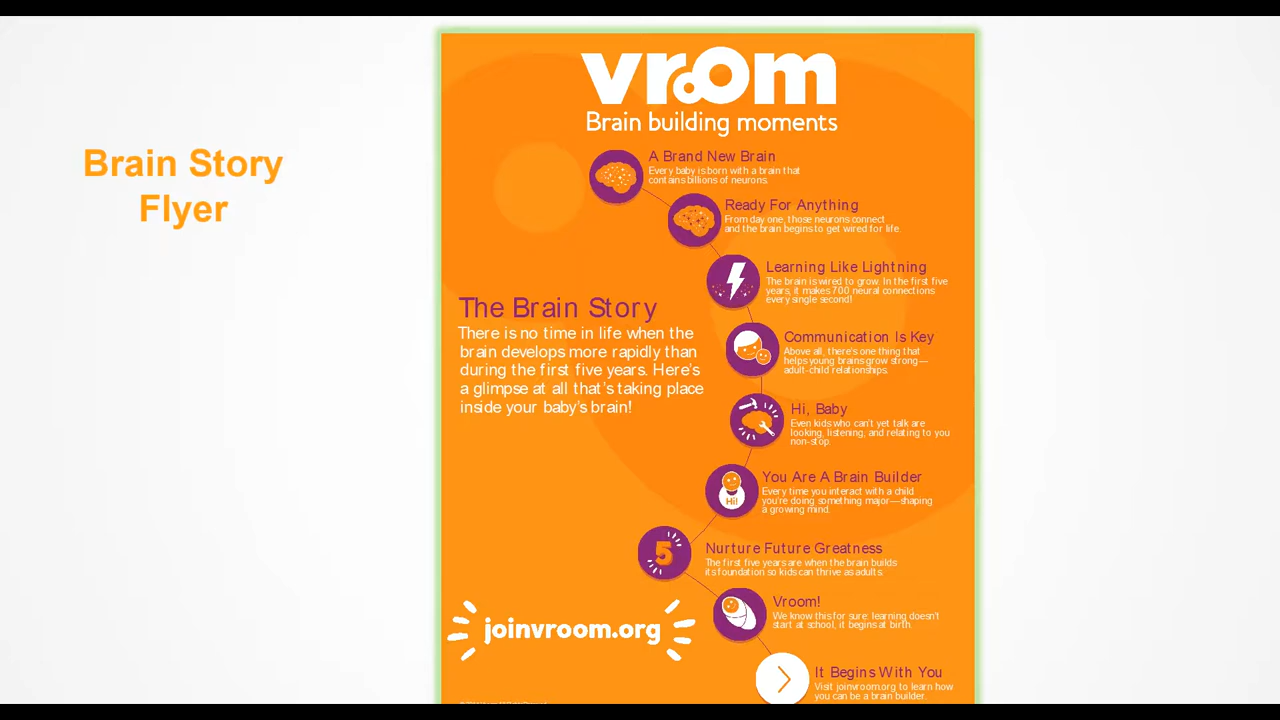 Brain Story
Flyer
vroom
Brain building moments
A Brand New Brain
Every baby is born with a brain that
contains billions of neurons.
Ready For Anything
From day one, those neurons connect
and the brain begins to get wired for life.
Learning Like Lightning
The brain is wired to grow. In the first five
years, it makes 700 neural connections
every single second!
The Brain Story
There is no time in life when the
brain develops more rapidly than
during the first five years. Here's
a glimpse at all that's taking place
inside your baby's brain!
Communication Is Key
Above all, there's one thing that
helps young brains grow strong—
adult-child relationships.
Hi, Baby
Even kids who can't yet talk are
looking, listening, and relating to you
non-stop.
You Are A Brain Builder
Every time you interact with a child
you're doing something major—shaping
a growing mind.
Hi!
5
Nurture Future Greatness
The first five years are when the brain builds
its foundation so kids can thrive as adults.
Vroom!
We know this for sure: learning doesn't
start at school, it begins at birth.
joinvroom.org
It Begins With You
Visit joinvroom.org to learn how
you can be a brain builder.